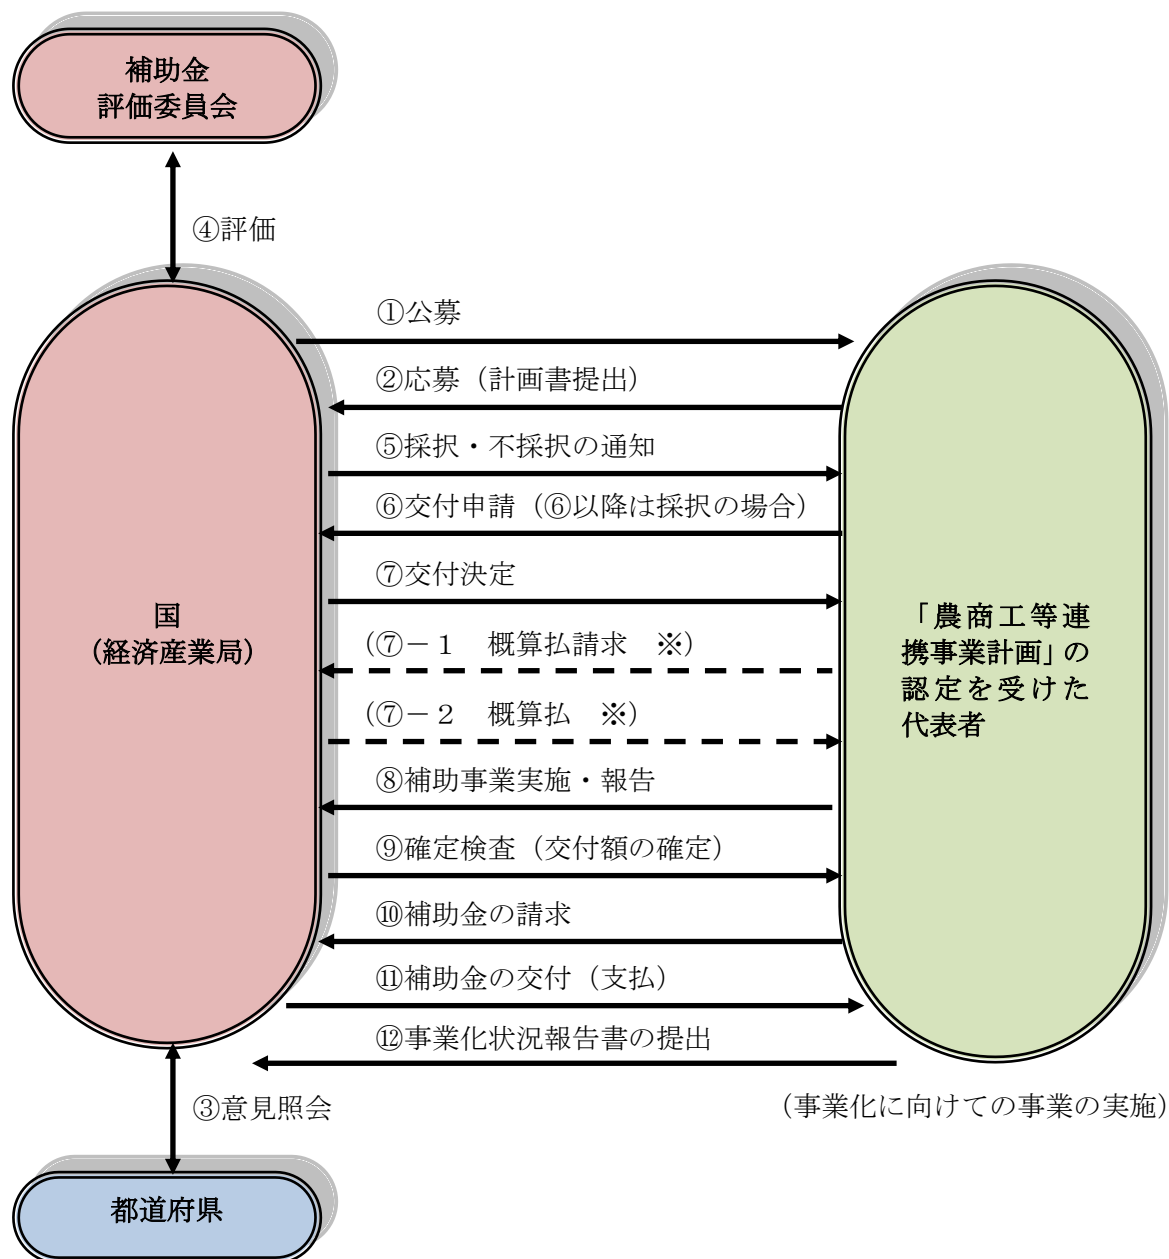 補助金
評価委員会
④評価
①公募
②応募（計画書提出）
⑤採択・不採択の通知
⑥交付申請（⑥以降は採択の場合）
⑦交付決定
国
（経済産業局）
（⑦－１　概算払請求　※）
（⑦－２　概算払　※）
「農商工等連
携事業計画」の
認定を受けた
代表者
⑧補助事業実施・報告
⑨確定検査（交付額の確定）
⑩補助金の請求
⑪補助金の交付（支払）
⑫事業化状況報告書の提出
③意見照会
（事業化に向けての事業の実施）
都道府県